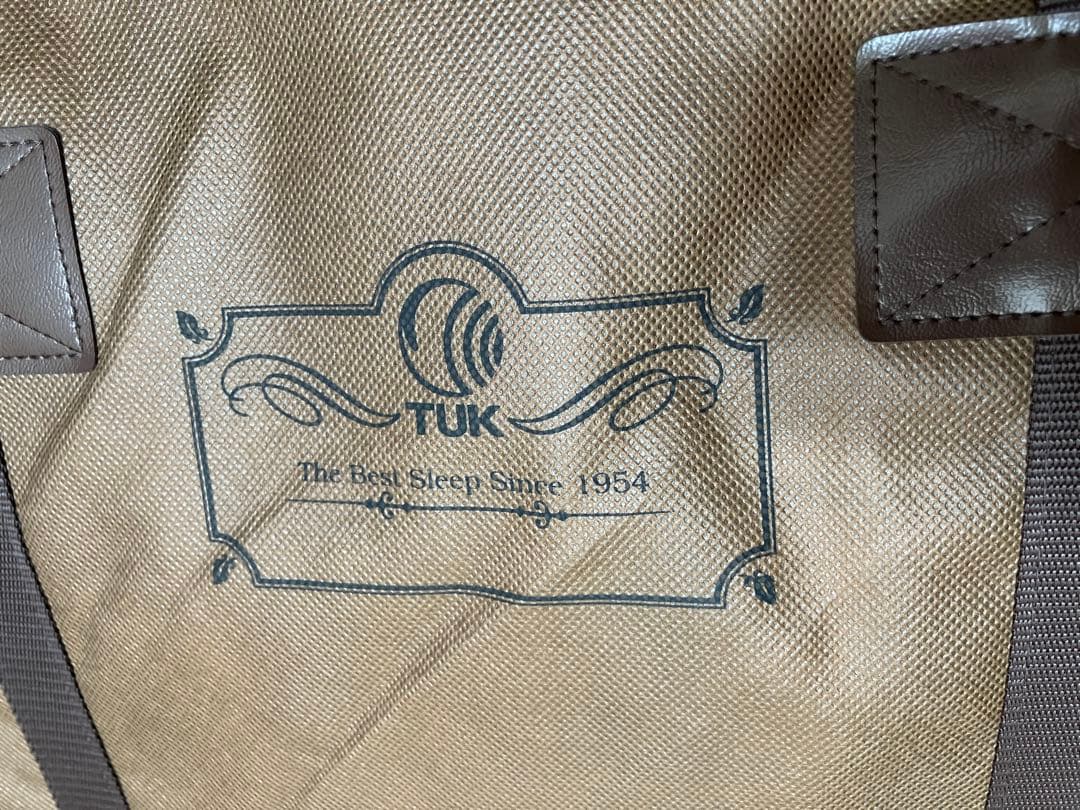 TUK
The Best Sleep Since 1954